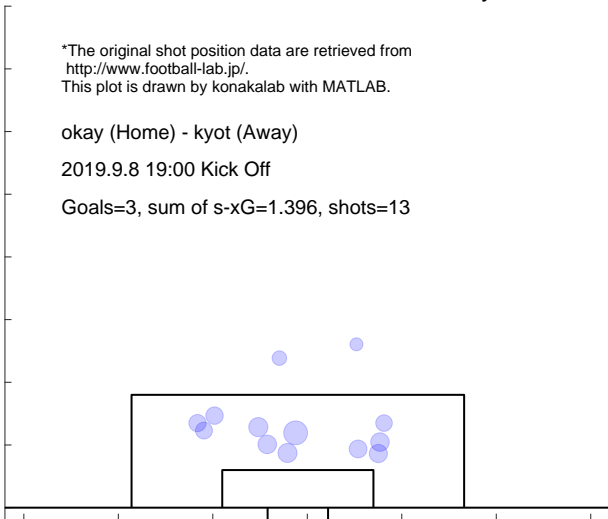 *The original shot position data are retrieved from
http://www.football-lab.jp/.
This plot is drawn by konakalab with MATLAB.
okay (Home) - kyot (Away)
2019.9.8 19:00 Kick Off
Goals=3, sum of s-xG=1.396, shots=13